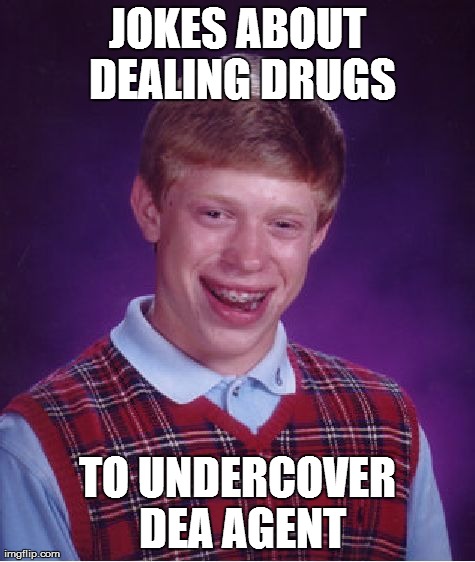 JOKES ABOUT
DEALING DRUGS
TO UNDERCOVER
DEA AGENT
imgflip.com